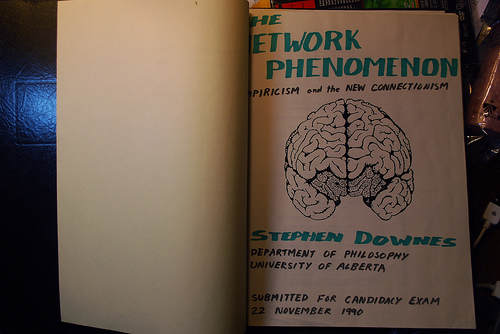 HE
ETWORK
PHENOMENON
PIRICISM and the NEW CONNECTIONISM
STEPHEN DOWNES
DEPARTMENT OF PHILOSOPHY
UNIVERSITY OF ALBERTA
SUBMITTED FOR CANDIDACY EXAM
22 NOVEMBER 1990